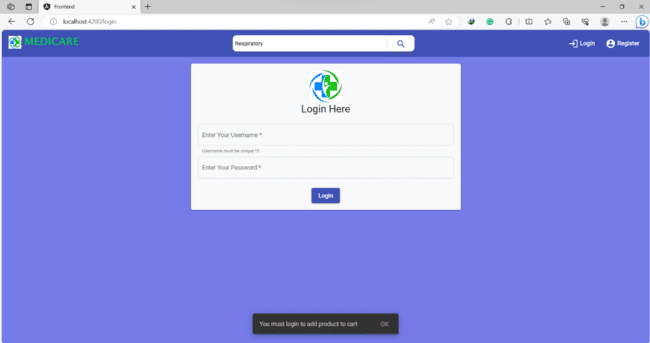 Frontend
localhost:4200/login
MEDICARE
Respiratory
Login
Register
Login Here
Enter Your Username *
Username must be unique !!!
Enter Your Password *
Login
You must login to add product to cart
OK